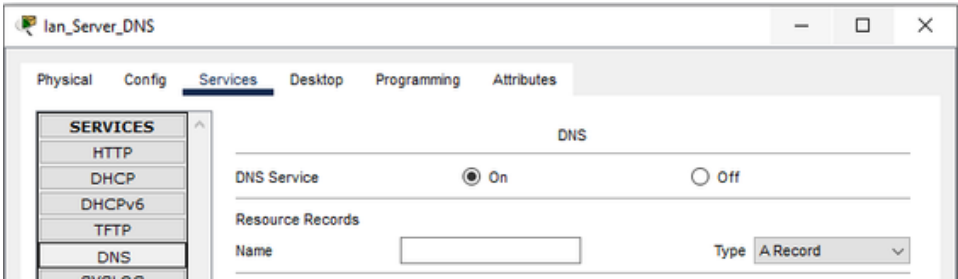 Ian_Server_DNS
Physical Config Services Desktop Programming Attributes
SERVICES
HTTP
DHCP
DHCPv6
TFTP
DNS
DNS
DNS Service On Off
Resource Records
Name Type A Record